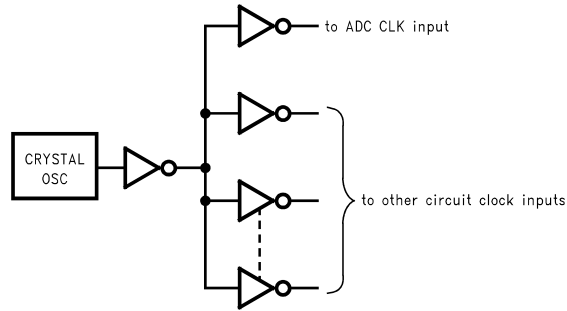 to ADC CLK input
CRYSTAL
OSC
to other circuit clock inputs